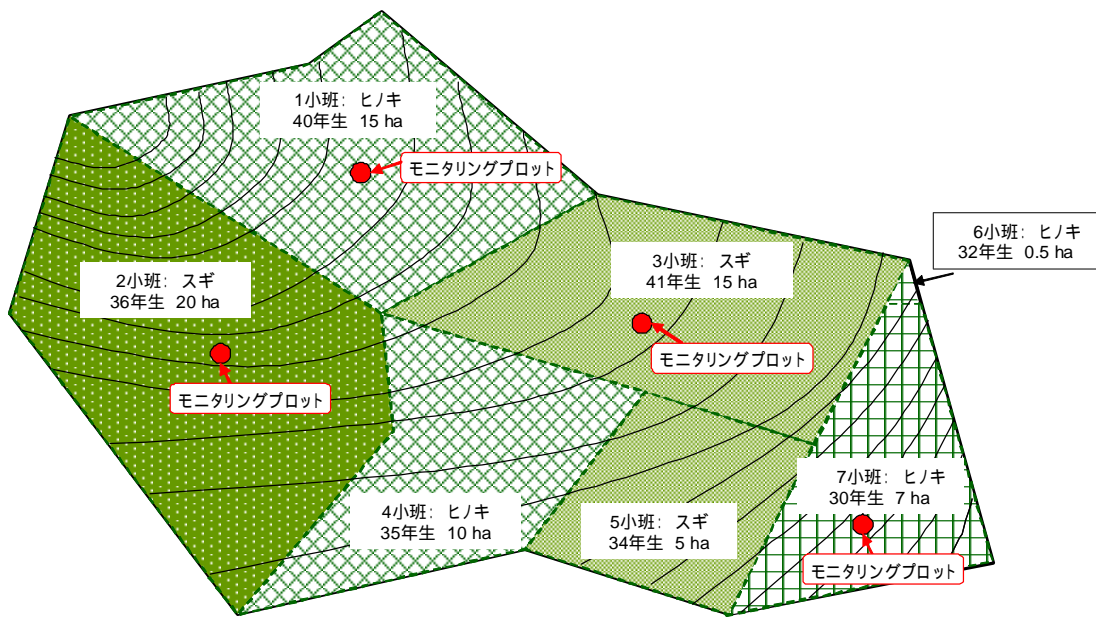 1小班: ヒノキ
40年生 15 ha
モニタリングプロット
2小班: スギ
36年生 20 ha
モニタリングプロット
3小班: スギ
41年生 15 ha
モニタリングプロット
6小班: ヒノキ
32年生 0.5 ha
4小班: ヒノキ
35年生 10 ha
5小班: スギ
34年生 5 ha
7小班: ヒノキ
30年生 7 ha
モニタリングプロット